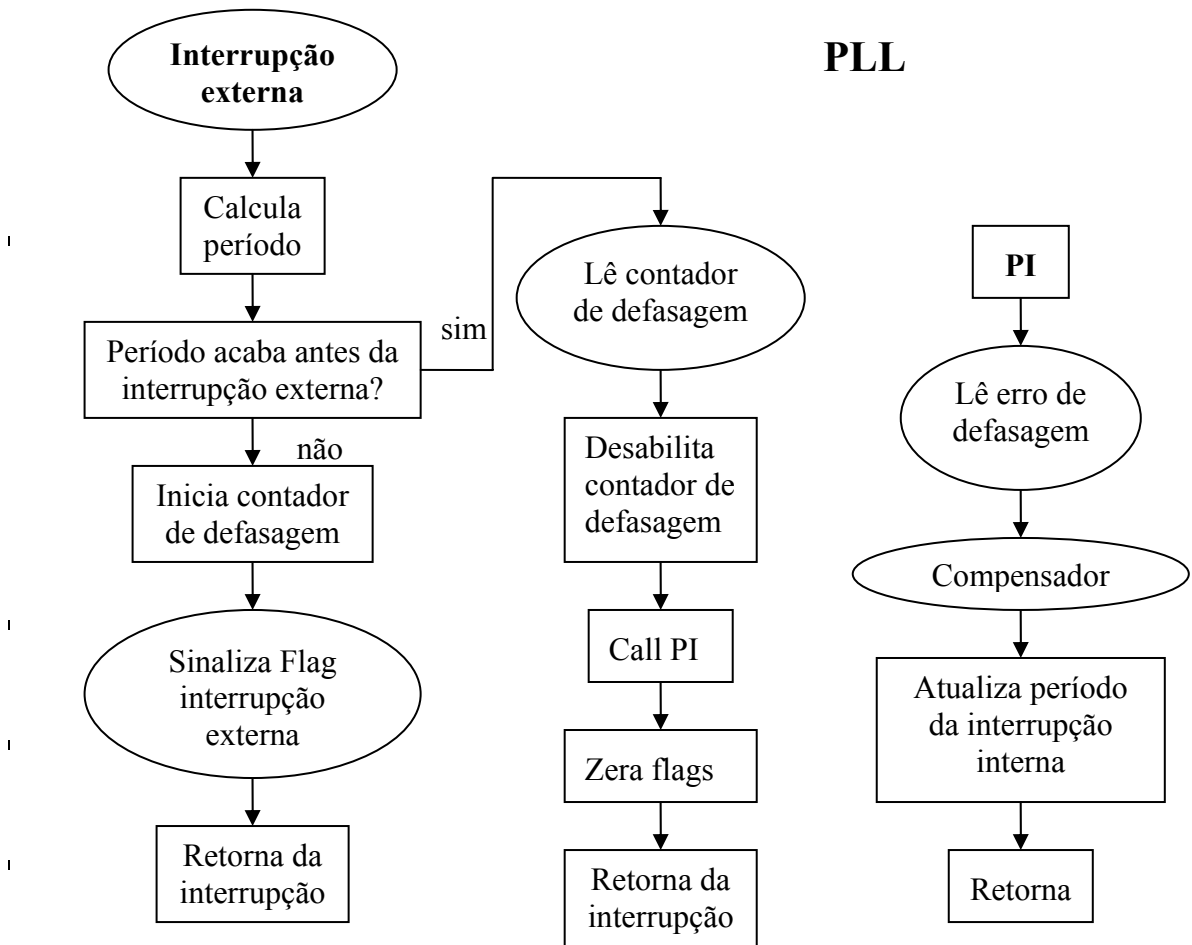 PLL
Interrupção
externa
Calcula
período
Período acaba antes da
interrupção externa?
sim
não
Inicia contador
de defasagem
Sinaliza Flag
interrupção
externa
Retorna da
interrupção
Lê contador
de defasagem
Desabilita
contador de
defasagem
Call PI
Zera flags
Retorna da
interrupção
PI
Lê erro de
defasagem
Compensador
Atualiza período
da interrupção
interna
Retorna